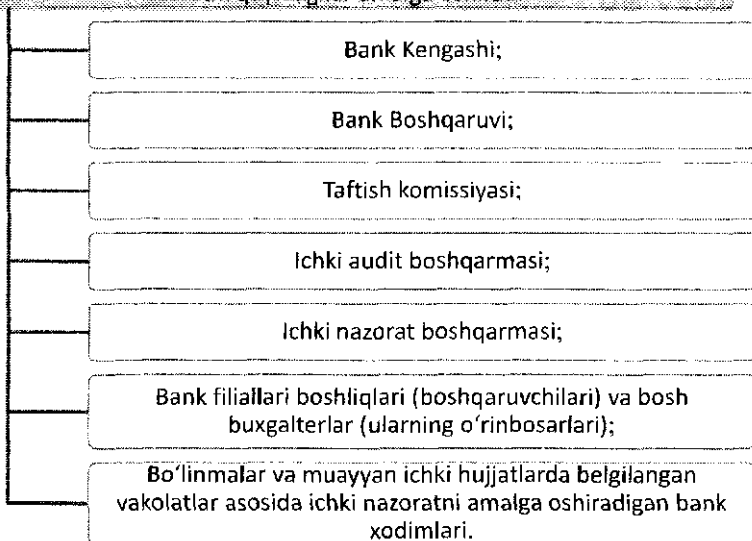 Bank Kengashi;
Bank Boshqaruvi;
Taftish komissiyasi;
Ichki audit boshqarmasi;
Ichki nazorat boshqarmasi;
Bank filiallari boshliqlari (boshqaruvchilari) va bosh
buxgalterlar (ularning o‘rinbosarlari);
Bo‘linmalar va muayyan ichki hujjatlarda belgilangan
vakolatlar asosida ichki nazoratni amalga oshiradigan bank
xodimlari.